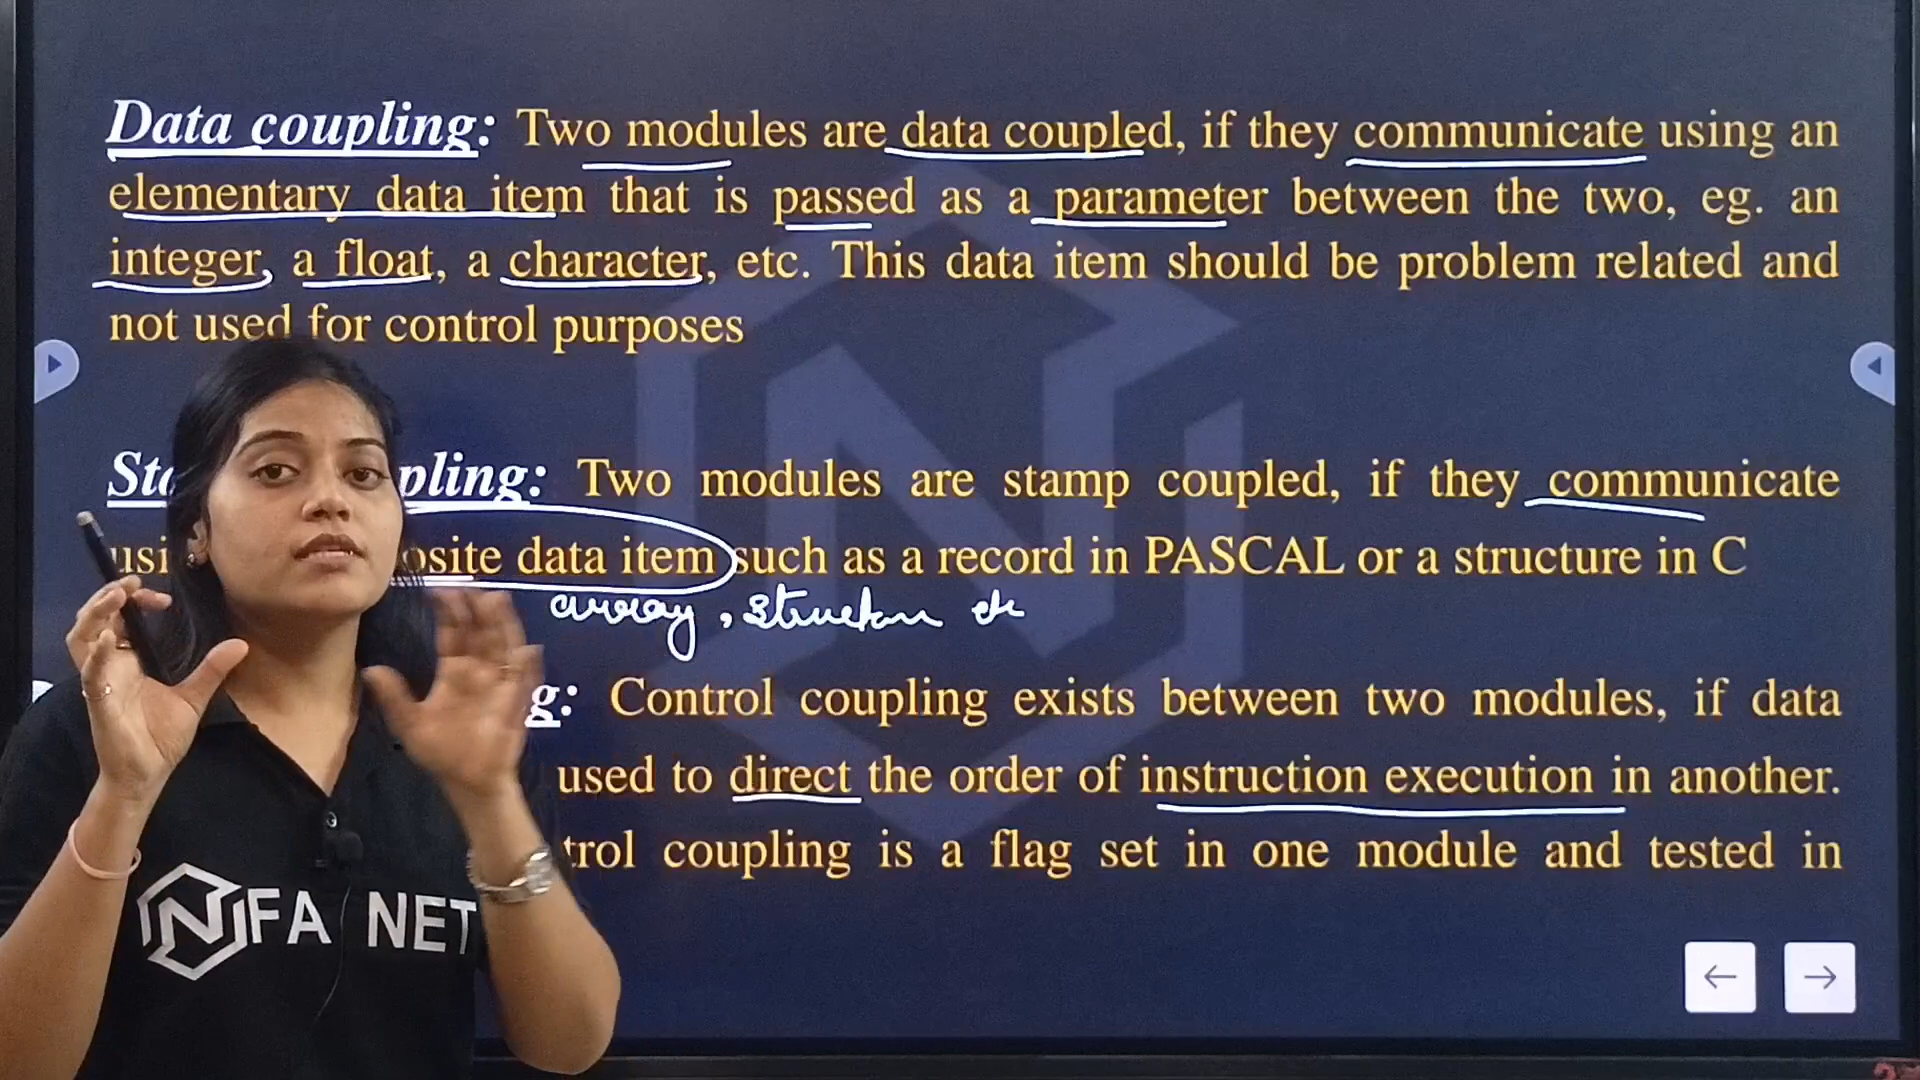 Data coupling: Two modules are data coupled, if they communicate using an
elementary data item that is passed as a parameter between the two, eg. an
integer, a float, a character, etc. This data item should be problem related and
not used for control purposes
pling: Two modules are stamp coupled, if they communicate
usi osite data item such as a record in PASCAL or a structure in C
array, structure etc
g: Control coupling exists between two modules, if data
used to direct the order of instruction execution in another.
trol coupling is a flag set in one module and tested in
NFA NET